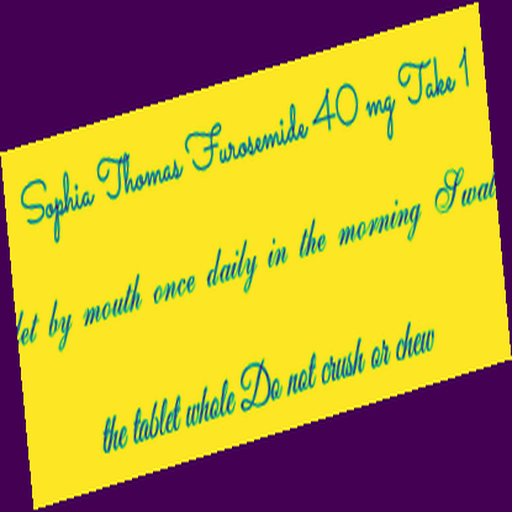 Sophia Thomas Furosemide 40 mg Take 1
by mouth once daily in the morning
the tablet whole Do not crush or chew